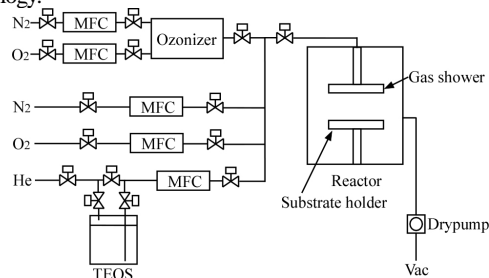 ology.
N2
MFC
Ozonizer
O2
MFC
Gas shower
N2
MFC
O2
MFC
He
MFC
Reactor
Substrate holder
Drypump
Vac
TEOS